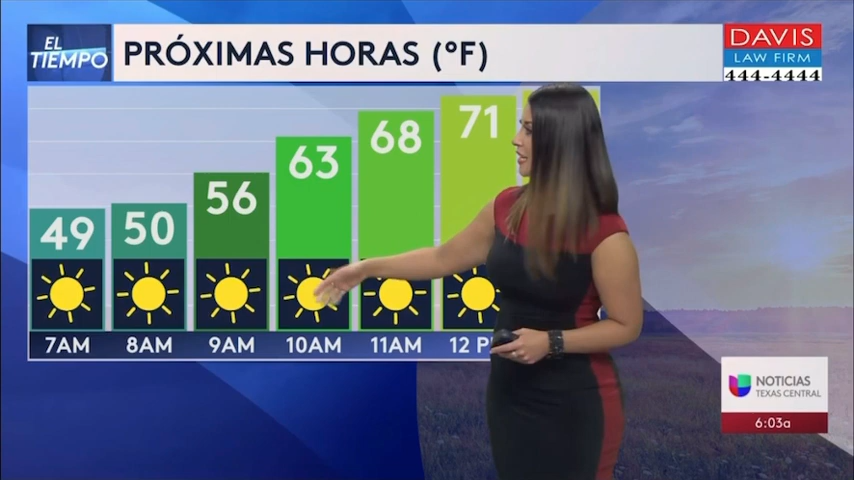 EL
TIEMPO
PRÓXIMAS HORAS (°F)
DAVIS
LAW FIRM
444-4444
49
50
56
63
68
71
7AM
8AM
9AM
10AM
11AM
12 P
NOTICIAS
TEXAS CENTRAL
6:03a